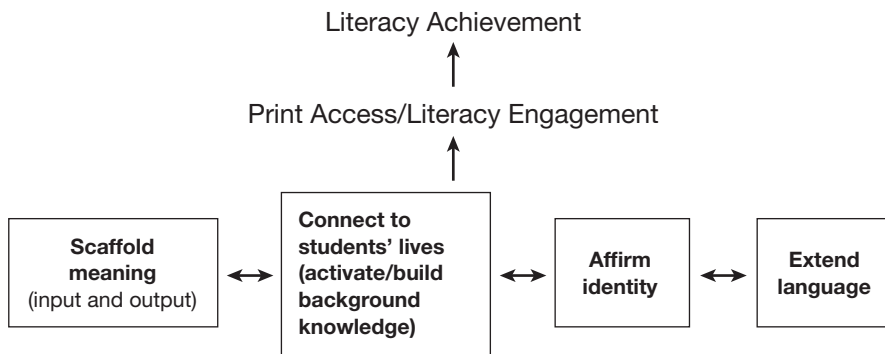 Literacy Achievement
Print Access/Literacy Engagement
Scaffold
meaning
(input and output)
Connect to
students’ lives
(activate/build
background
knowledge)
Affirm
identity
Extend
language